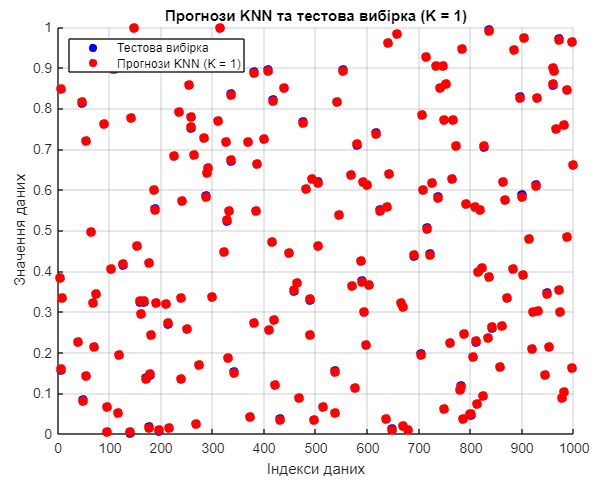 Прогнози KNN та тестова вибірка (K = 1)
Тестова вибірка
Прогнози KNN (K = 1)
Значення даних
1
0.9
0.8
0.7
0.6
0.5
0.4
0.3
0.2
0.1
0
0 100 200 300 400 500 600 700 800 900 1000
Індекси даних